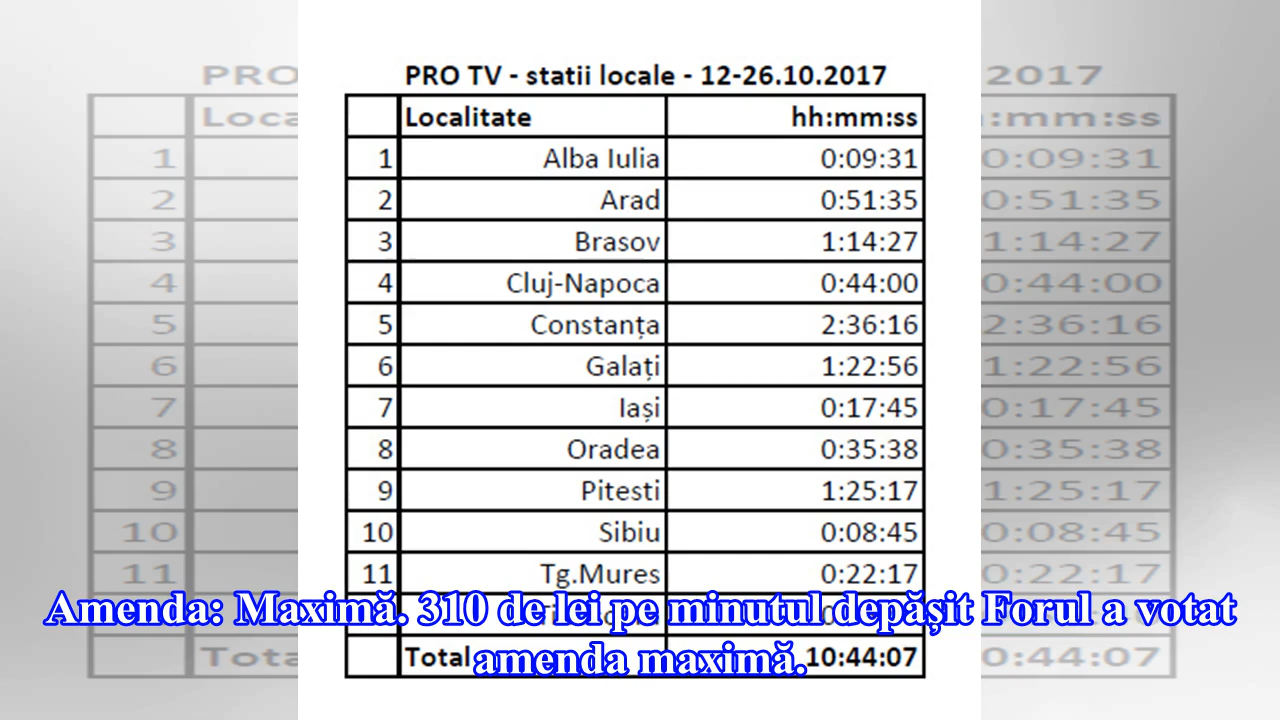 PRO TV - statii locale - 12-26.10.2017
Localitate hh:mm:ss
1 Alba Iulia 0:09:31
2 Arad 0:51:35
3 Brasov 1:14:27
4 Cluj-Napoca 0:44:00
5 Constanța 2:36:16
6 Galați 1:22:56
7 Iași 0:17:45
8 Oradea 0:35:38
9 Pitesti 1:25:17
10 Sibiu 0:08:45
11 Tg.Mures 0:22:17
Total 10:44:07
Amenda: Maximă. 310 de lei pe minutul depășit Forul a votat
amenda maximă.